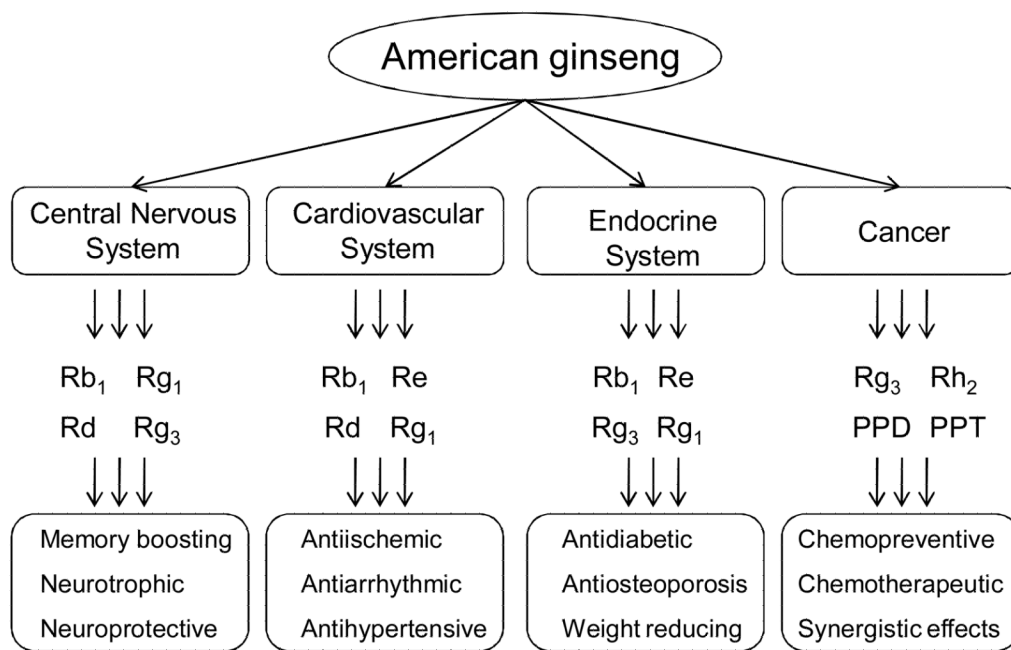 American ginseng
Central Nervous
System
Cardiovascular
System
Endocrine
System
Cancer
Rb₁ Rg₁
Rd Rg₃
Rb₁ Re
Rd Rg₁
Rb₁ Re
Rg₃ Rg₁
Rg₃ Rh₂
PPD PPT
Memory boosting
Neurotrophic
Neuroprotective
Antiischemic
Antiarrhythmic
Antihypertensive
Antidiabetic
Antiosteoporosis
Weight reducing
Chemopreventive
Chemotherapeutic
Synergistic effects